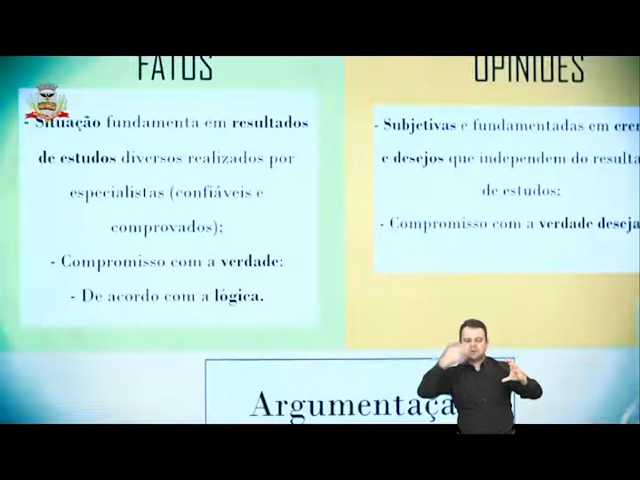 FATOS
- Situação fundamenta em resultados
de estudos diversos realizados por
especialistas (confiáveis e
comprovados);
- Compromisso com a verdade;
- De acordo com a lógica.
OPINIÕES
- Subjetivas e fundamentadas em
e desejos que independem do
de estudos;
- Compromisso com a verdade